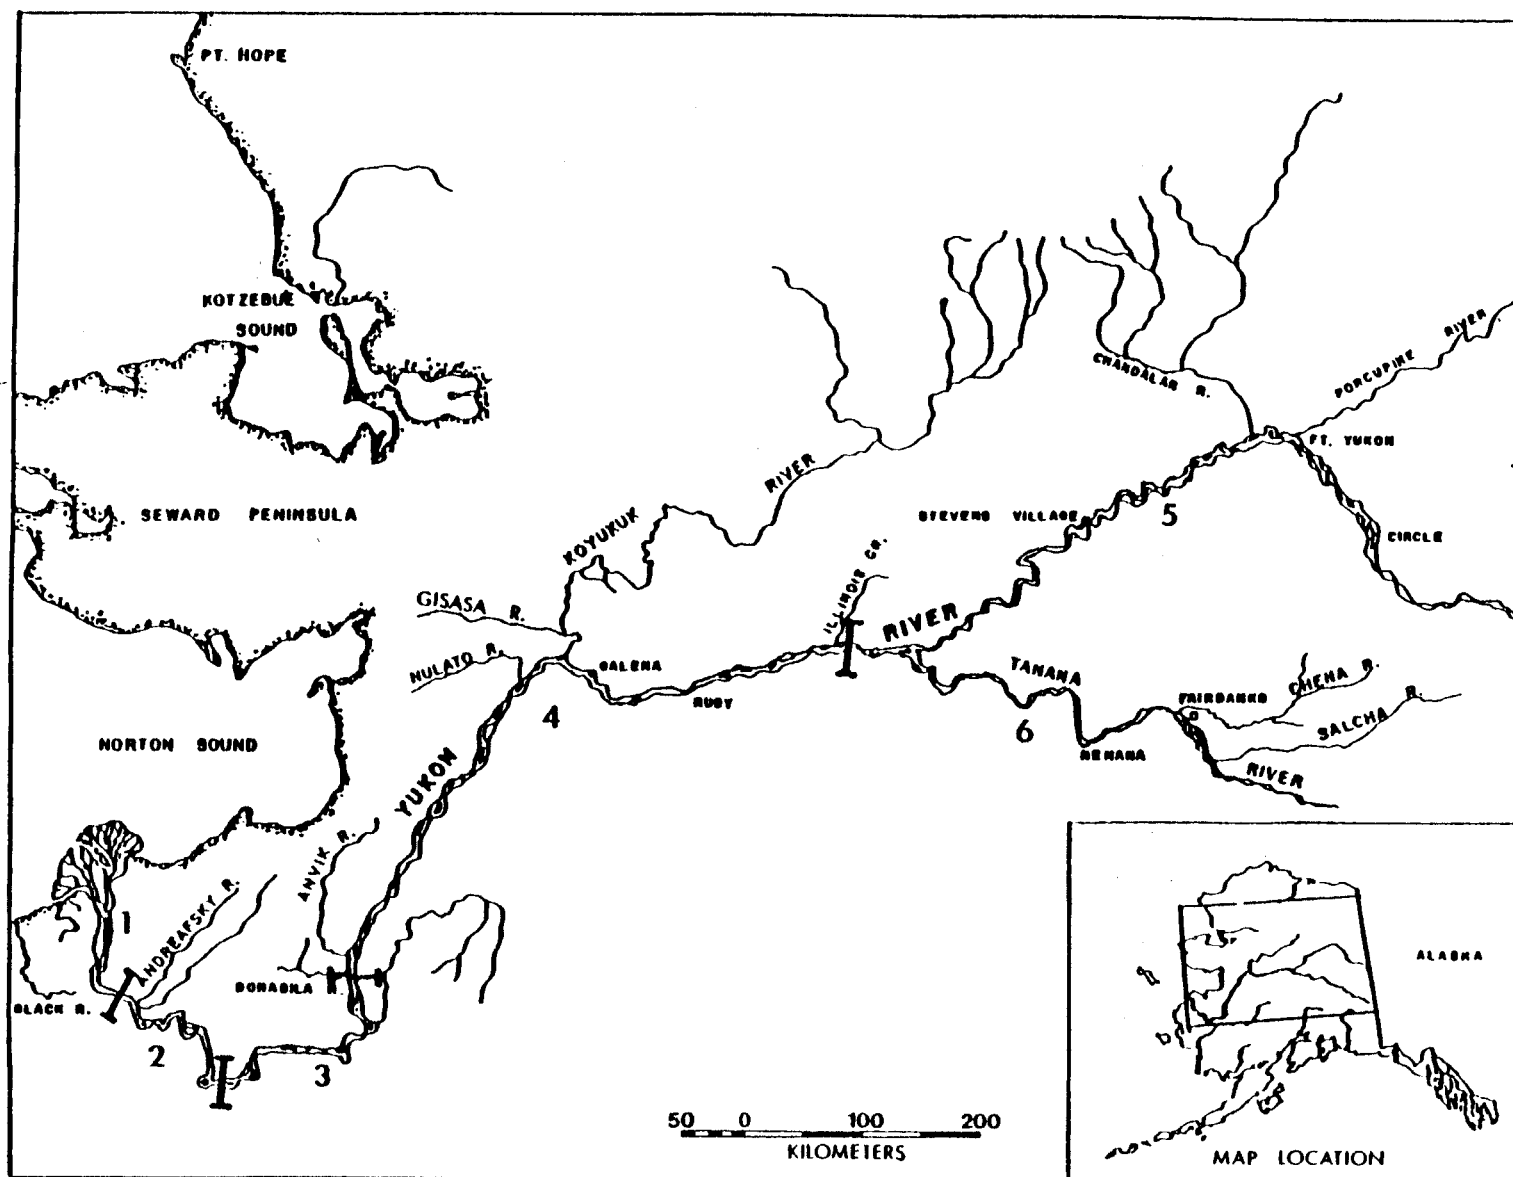 PT. HOPE
KOTZEBUE
SOUND
CHANDALAR R.
PORCUPINE RIVER
FT. YUKON
KOYUKUK RIVER
SEWARD PENINSULA
STEVENS VILLAGE
5
CIRCLE
ILLINOIS CR.
GISASA R.
RIVER
NULATO R.
GALENA
TANANA
CHENA R.
RUBY
FAIRBANKS
SALCHA R.
4
6
NORTON SOUND
NENANA
YUKON
RIVER
ANVIK R.
ANDREAFSKY R.
1
ALASKA
BONASILA R.
BLACK R.
2
3
50 0 100 200
KILOMETERS
MAP LOCATION